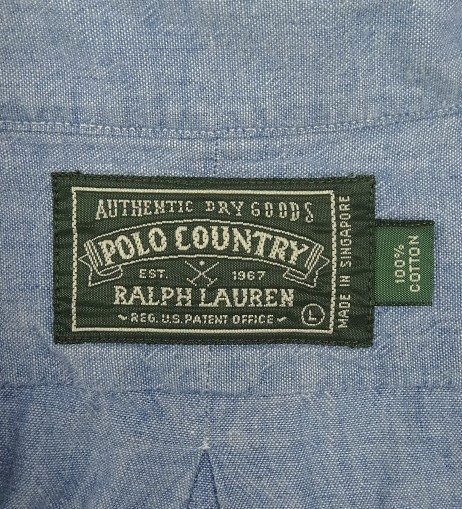 AUTHENTIC DRY GOODS
POLO COUNTRY
EST. 1967
RALPH LAUREN
~REG. U.S. PATENT OFFICE~
L
MADE IN SINGAPORE
100%
COTTON